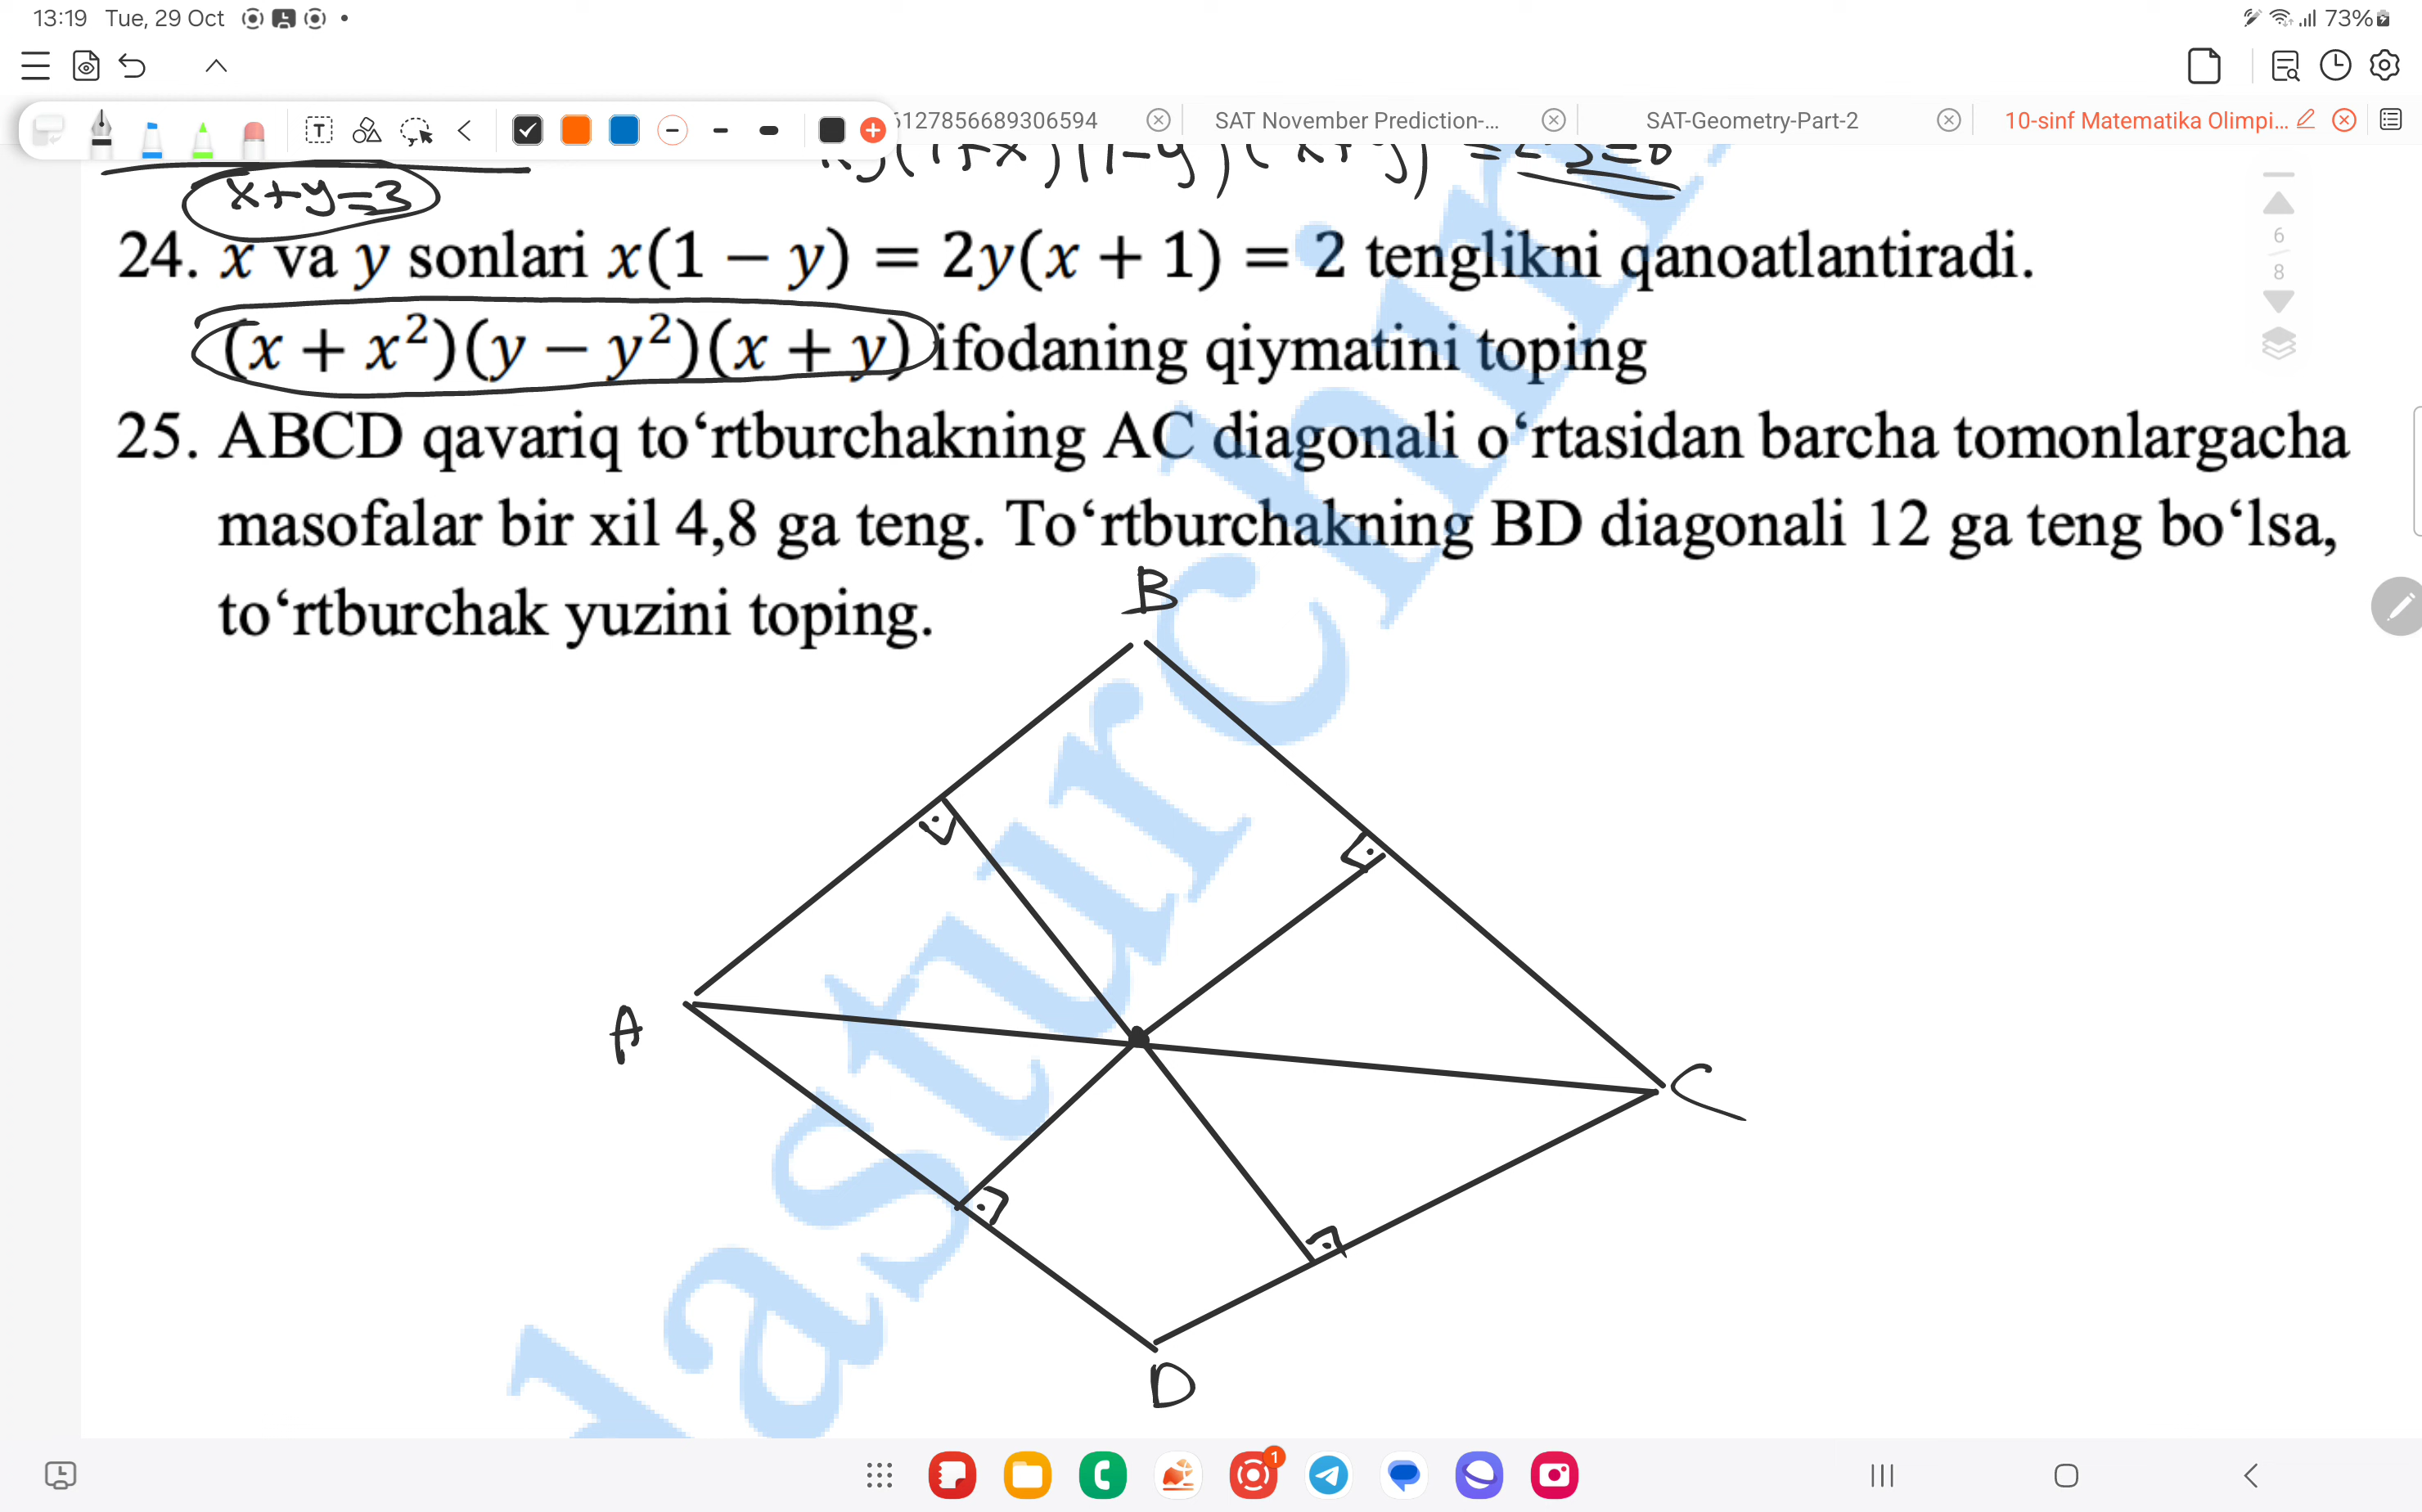 13:19 Tue, 29 Oct
73%
6127856689306594
SAT November Prediction-...
SAT-Geometry-Part-2
10-sinf Matematika Olimpi...
x+y=3
24. x va y sonlari x(1 − y) = 2y(x + 1) = 2 tenglikni qanoatlantiradi.
(x + x²)(y − y²)(x + y) ifodaning qiymatini toping
25. ABCD qavariq to‘rtburchakning AC diagonali o‘rtasidan barcha tomonlargacha
masofalar bir xil 4,8 ga teng. To‘rtburchakning BD diagonali 12 ga teng bo‘lsa,
to‘rtburchak yuzini toping.
B
A
C
D
6
8
1